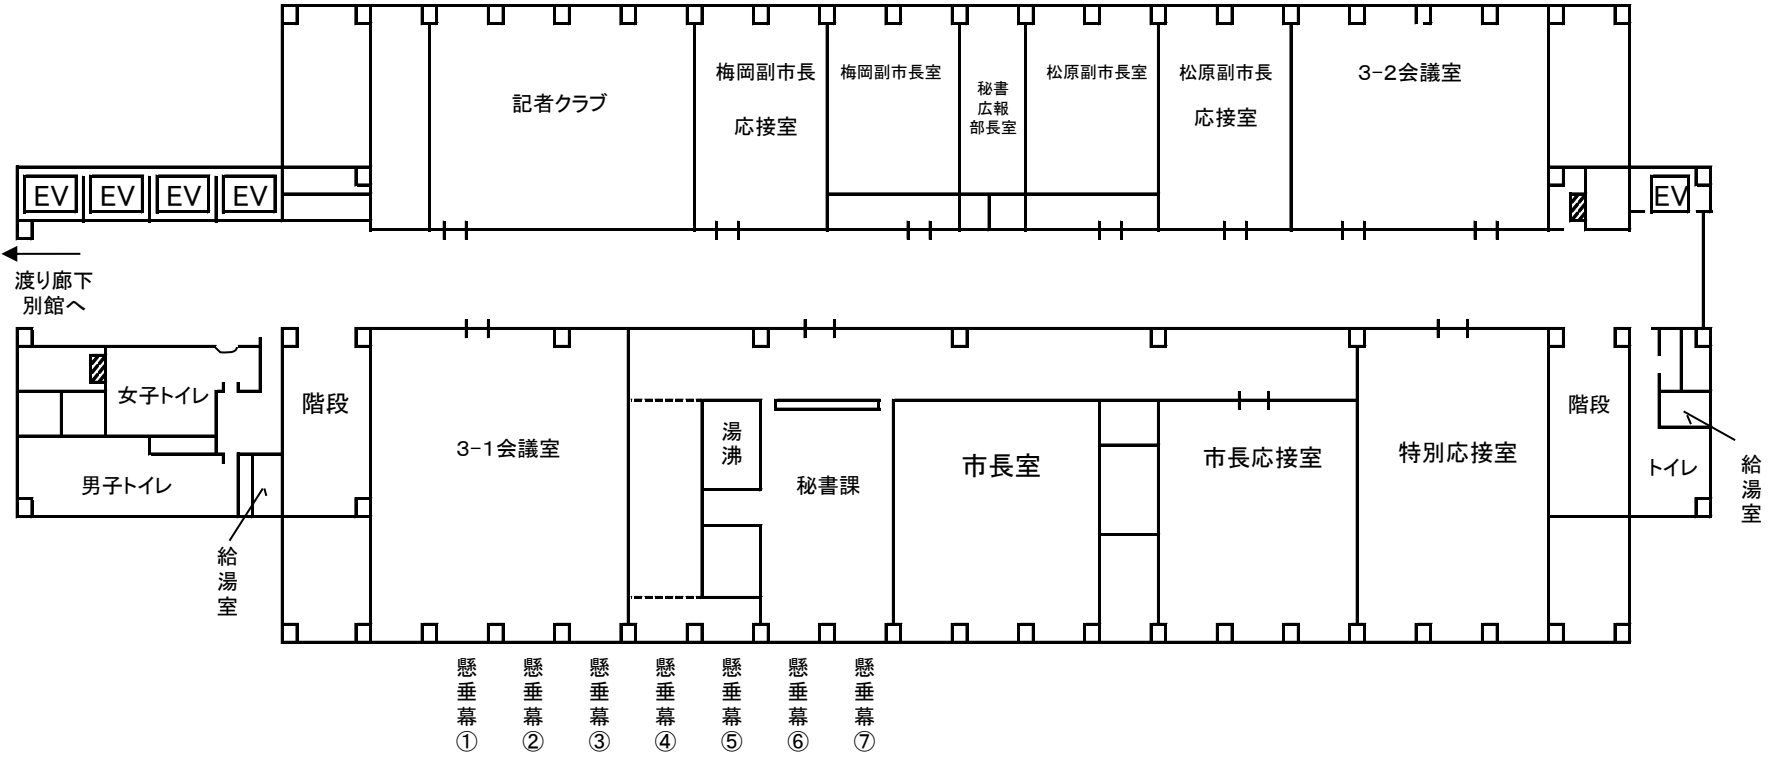 記者クラブ
梅岡副市長
応接室
梅岡副市長室
秘書
広報
部長室
松原副市長室
松原副市長
応接室
3-2会議室
EV
EV
EV
EV
EV
渡り廊下
別館へ
女子トイレ
男子トイレ
給湯室
階段
3-1会議室
湯沸
秘書課
市長室
市長応接室
特別応接室
階段
トイレ
給湯室
懸垂幕①
懸垂幕②
懸垂幕③
懸垂幕④
懸垂幕⑤
懸垂幕⑥
懸垂幕⑦